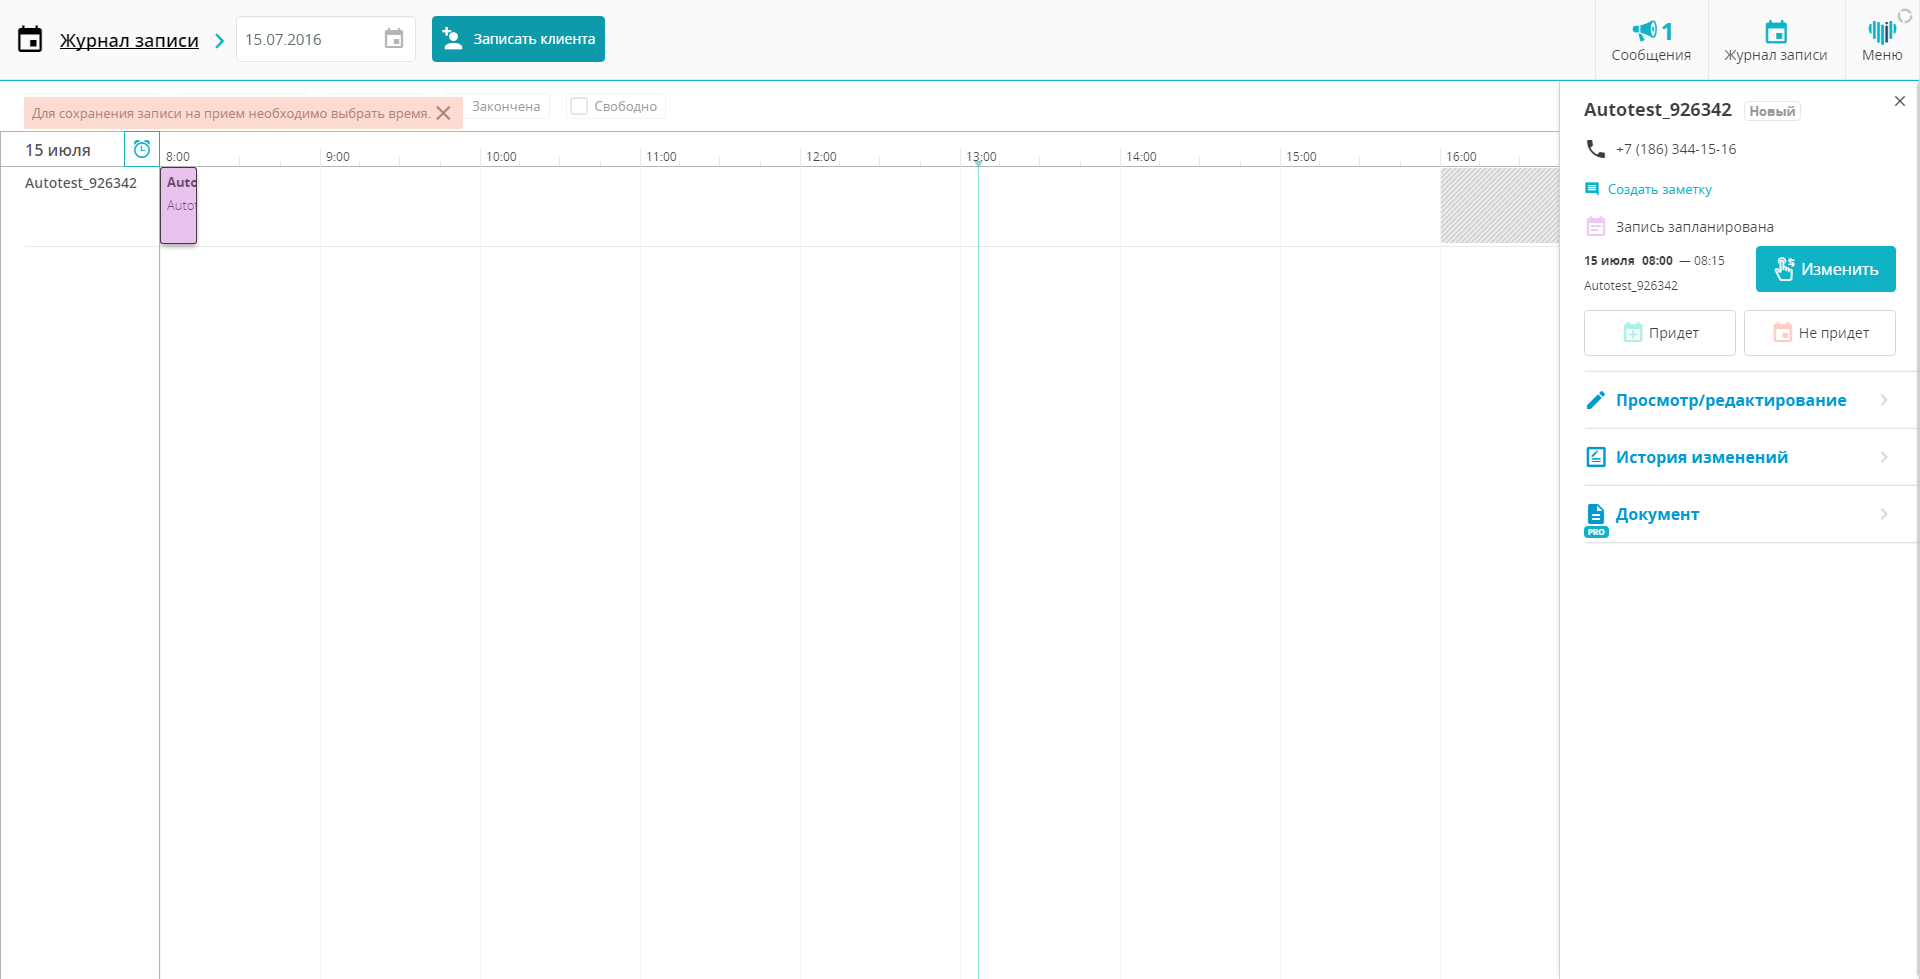 Журнал записи
15.07.2016
Записать клиента
1
Сообщения
Журнал записи
Меню
Для сохранения записи на прием необходимо выбрать время.
Закончена
Свободно
15 июля
8:00
9:00
10:00
11:00
12:00
13:00
14:00
15:00
16:00
Autotest_926342
Auto
Auto
Autotest_926342
Новый
+7 (186) 344-15-16
Создать заметку
Запись запланирована
15 июля 08:00 — 08:15
Autotest_926342
Изменить
Придет
Не придет
Просмотр/редактирование
История изменений
Документ
PRO